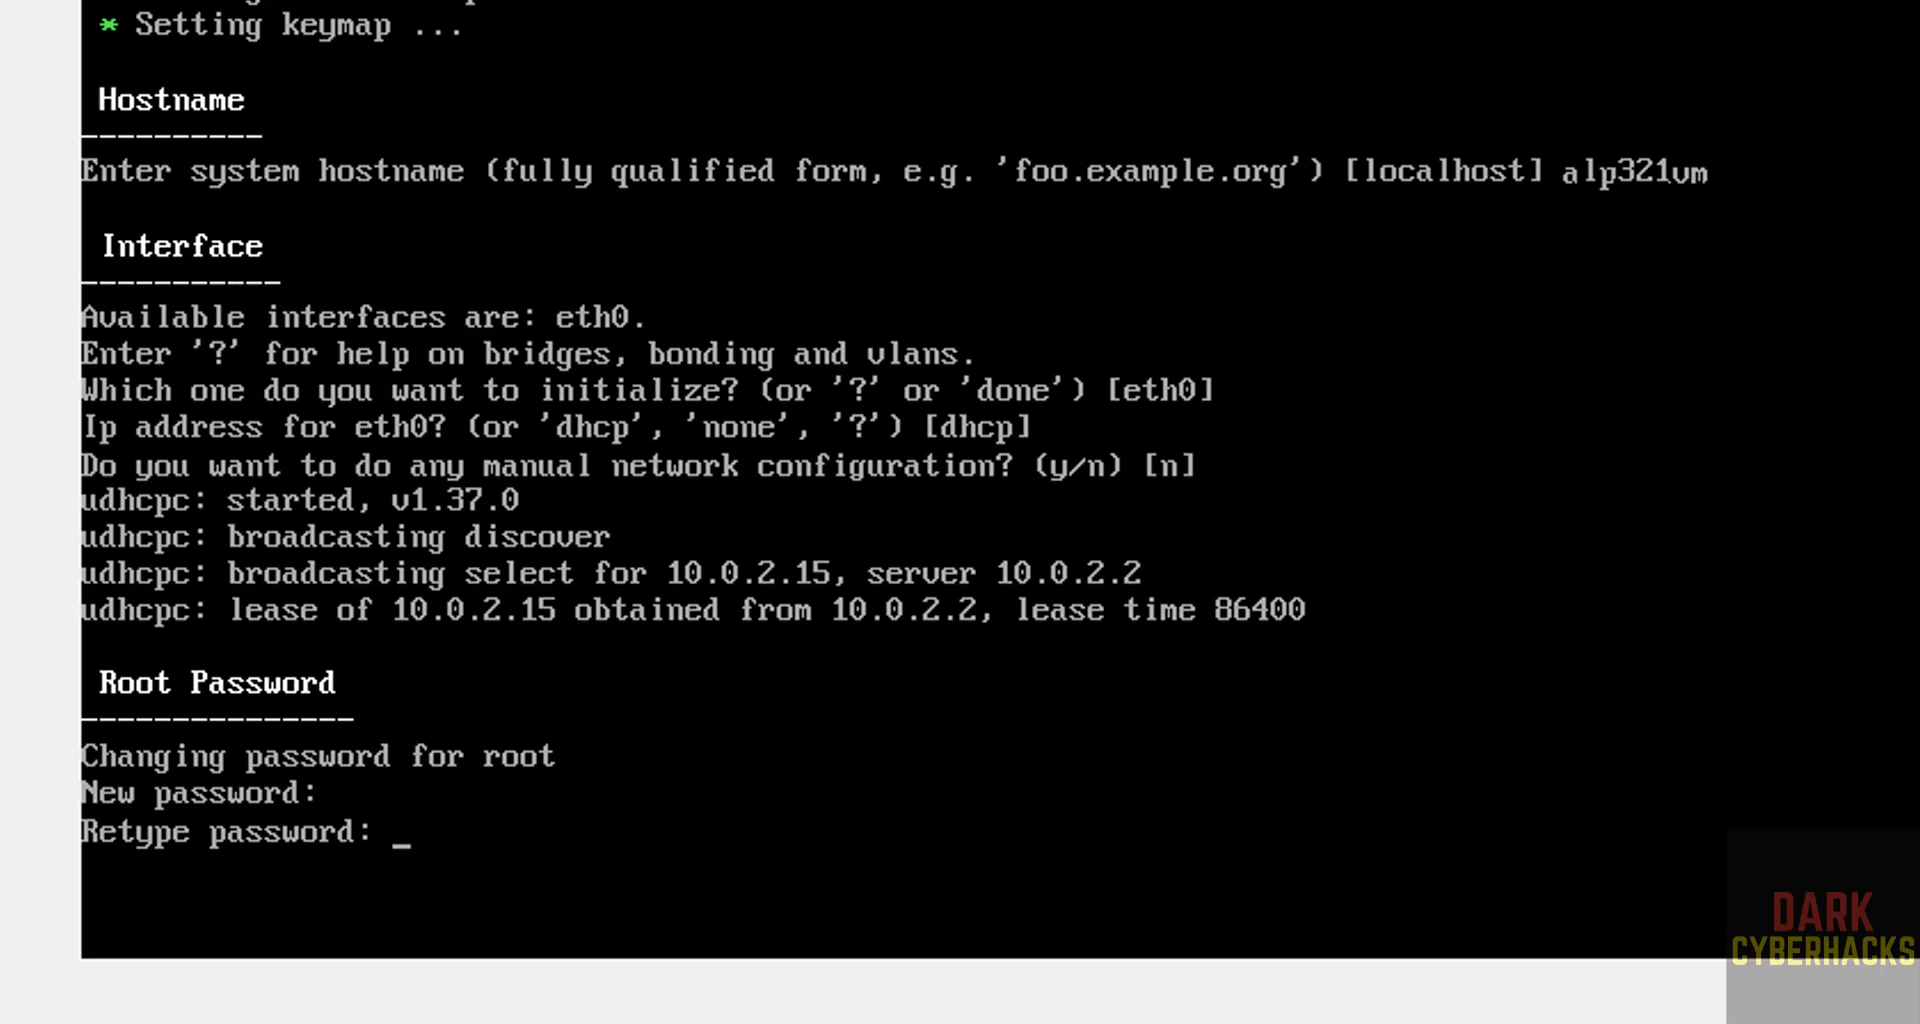 * Setting keymap ...
Hostname
----------
Enter system hostname (fully qualified form, e.g. 'foo.example.org') [localhost] alp321vm
Interface
-----------
Available interfaces are: eth0.
Enter '?' for help on bridges, bonding and vlans.
Which one do you want to initialize? (or '?' or 'done') [eth0]
Ip address for eth0? (or 'dhcp', 'none', '?') [dhcp]
Do you want to do any manual network configuration? (y/n) [n]
udhcpc: started, v1.37.0
udhcpc: broadcasting discover
udhcpc: broadcasting select for 10.0.2.15, server 10.0.2.2
udhcpc: lease of 10.0.2.15 obtained from 10.0.2.2, lease time 86400
Root Password
---------------
Changing password for root
New password:
Retype password: _
DARK
CYBERHACKS